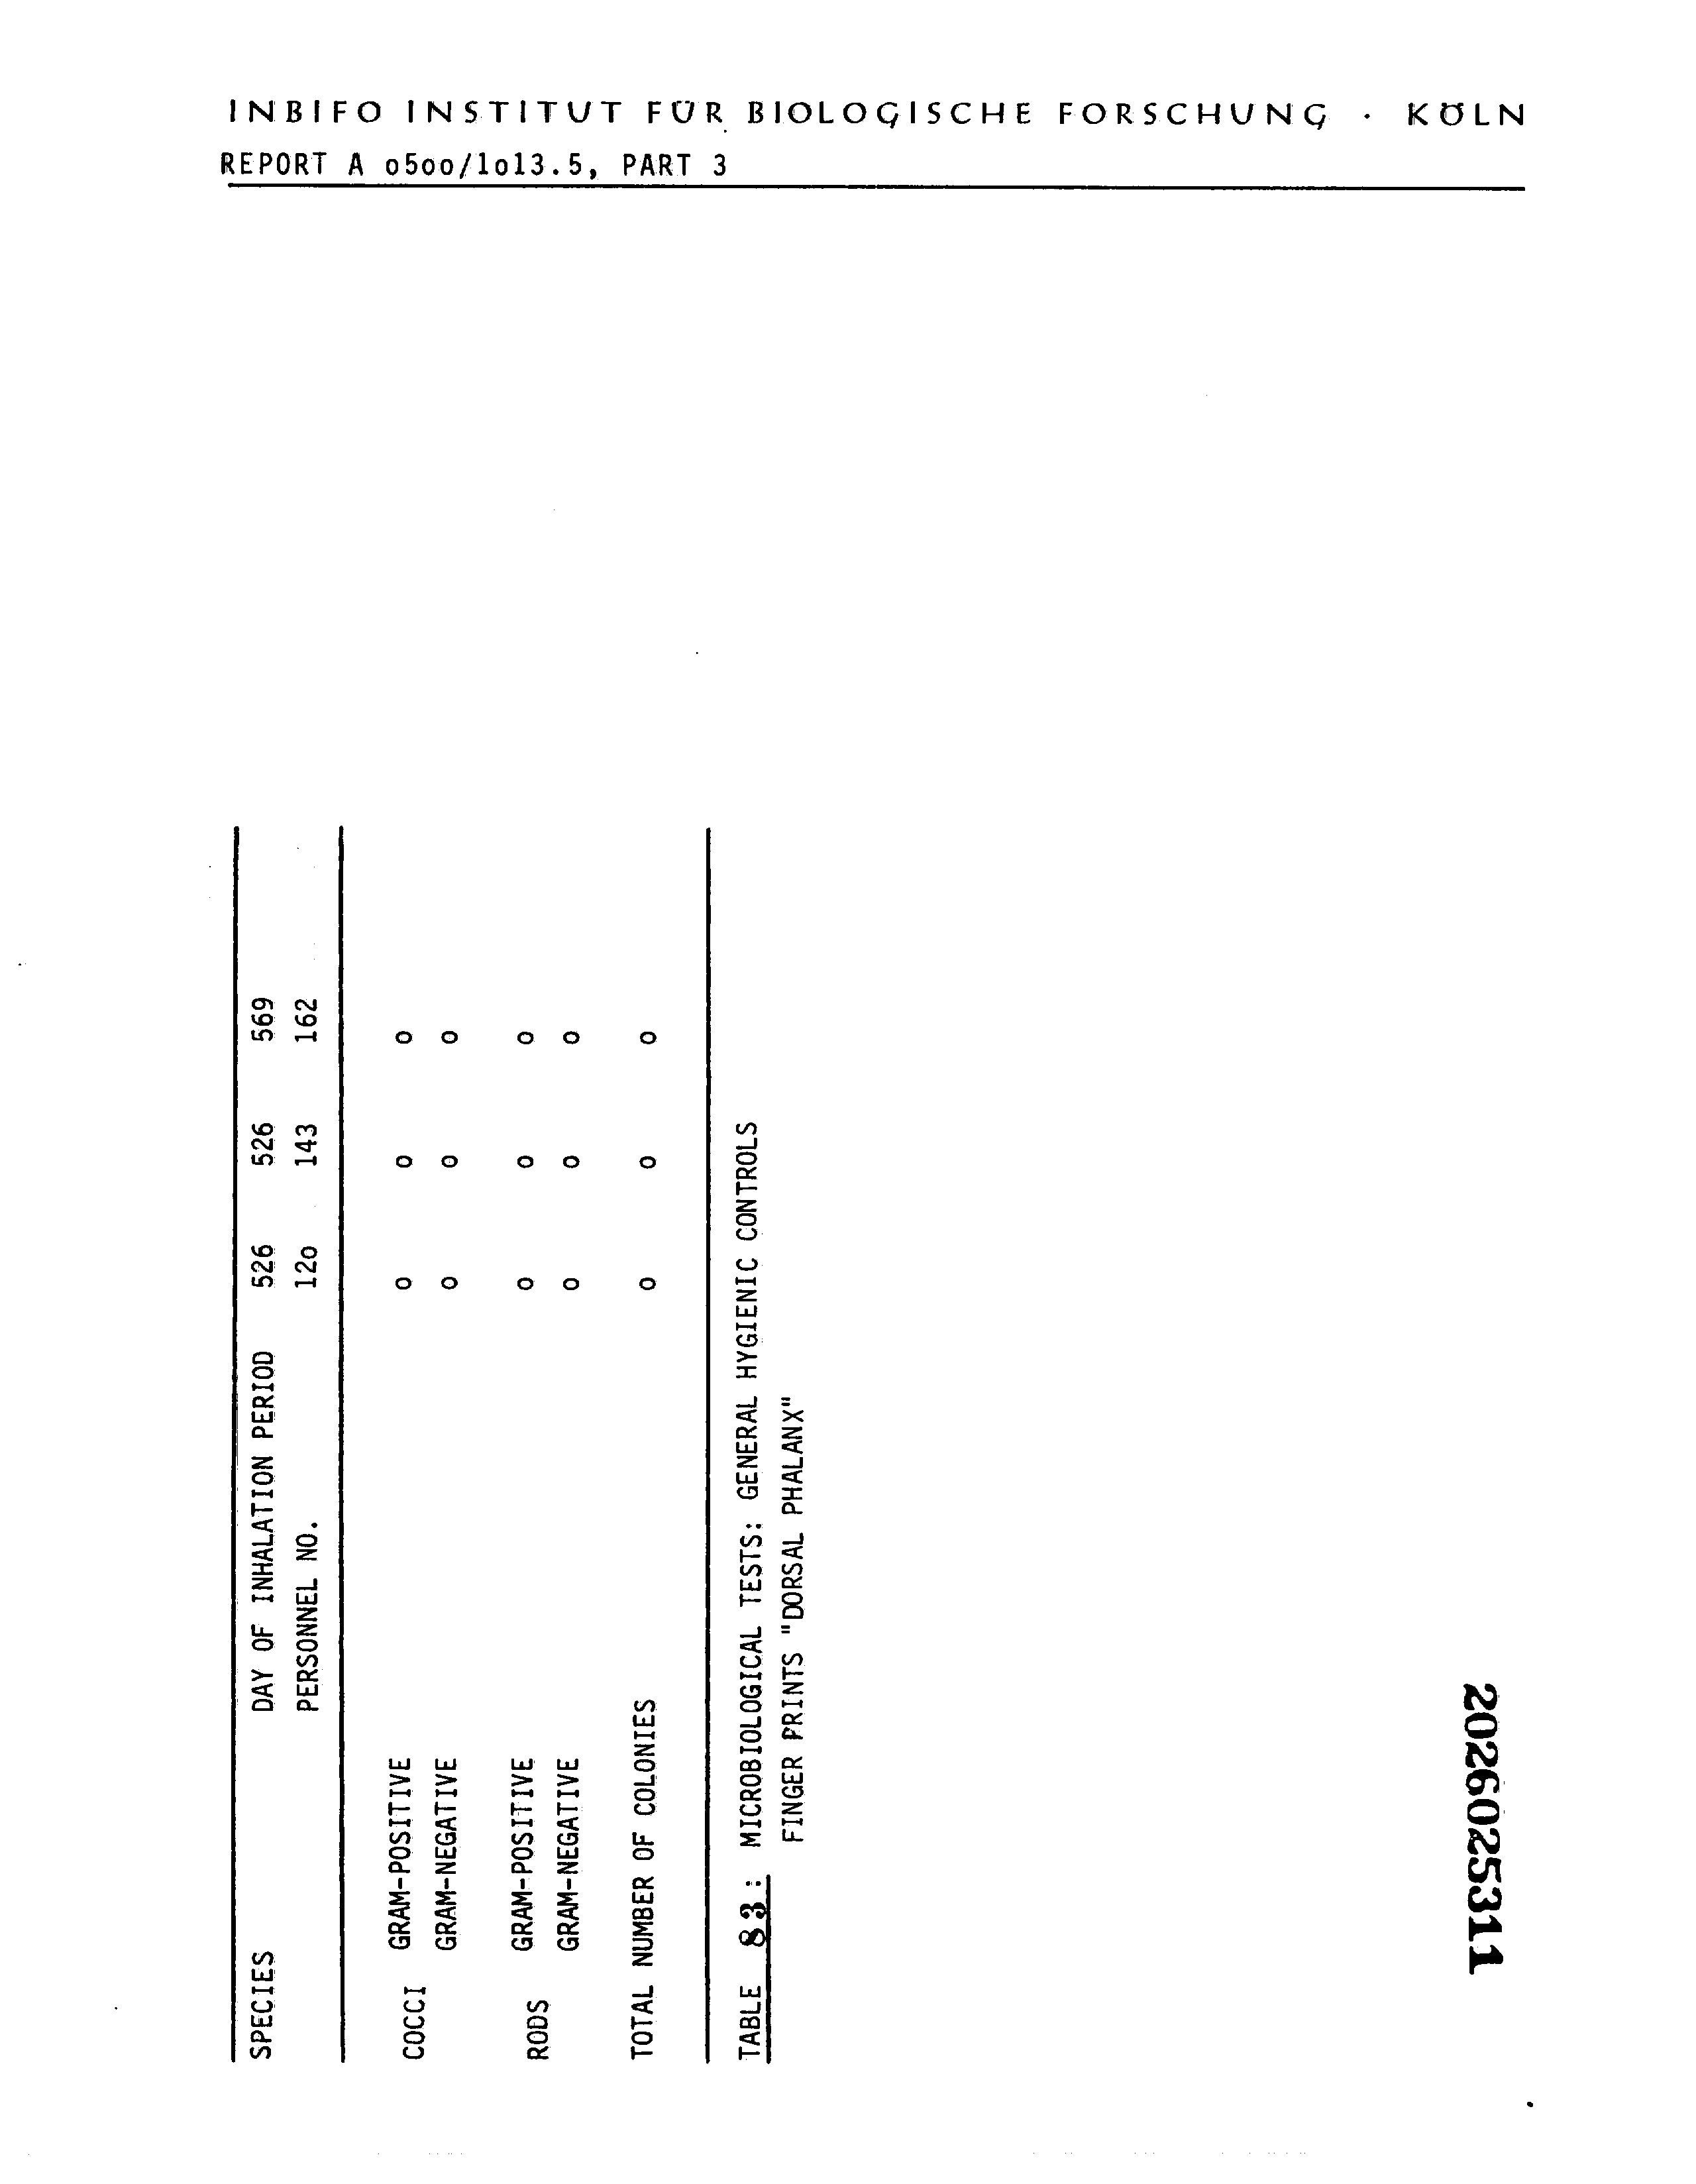 INBIFO INSTITUT FÜR BIOLOGISCHE FORSCHUNG · KÖLN
REPORT A o5oo/1o13.5, PART 3
SPECIES DAY OF INHALATION PERIOD 526 526 569
PERSONNEL NO. 12o 143 162
COCCI GRAM-POSITIVE o o o
GRAM-NEGATIVE o o o
RODS GRAM-POSITIVE o o o
GRAM-NEGATIVE o o o
TOTAL NUMBER OF COLONIES o o o
TABLE 83: MICROBIOLOGICAL TESTS: GENERAL HYGIENIC CONTROLS
FINGER PRINTS "DORSAL PHALANX"
2026025311